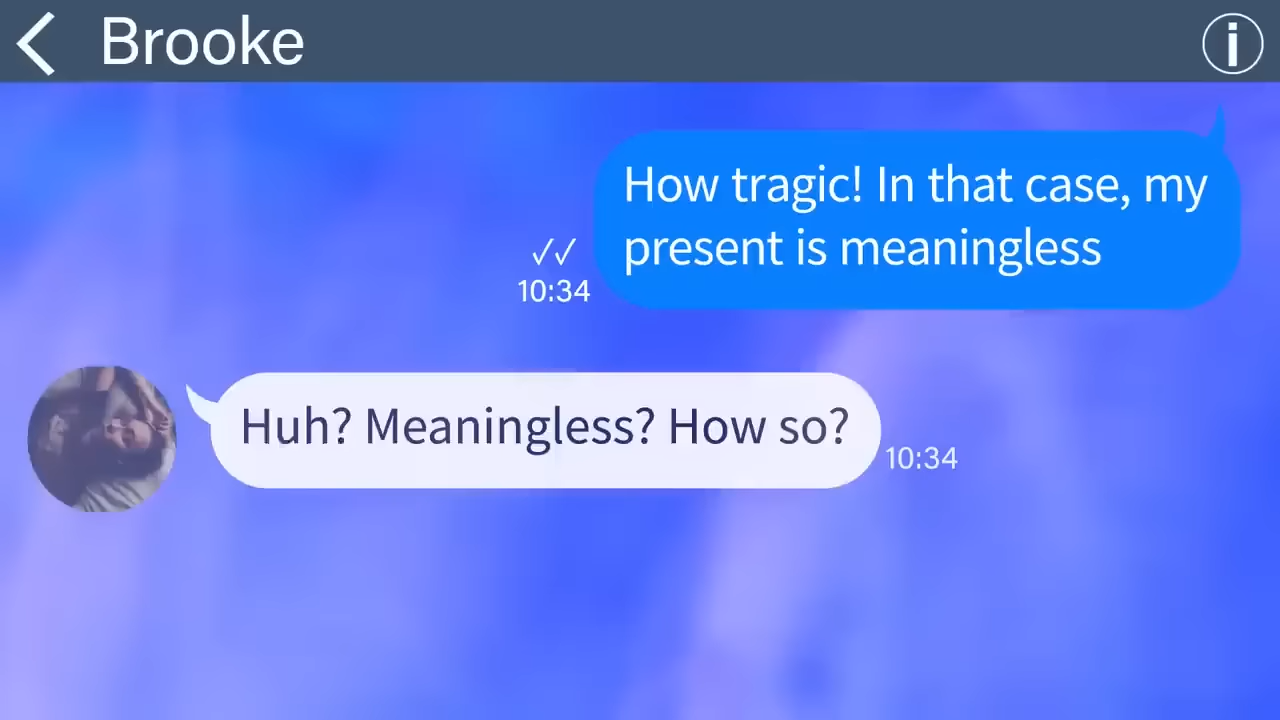 Brooke
How tragic! In that case, my
present is meaningless
✓✓
10:34
Huh? Meaningless? How so?
10:34